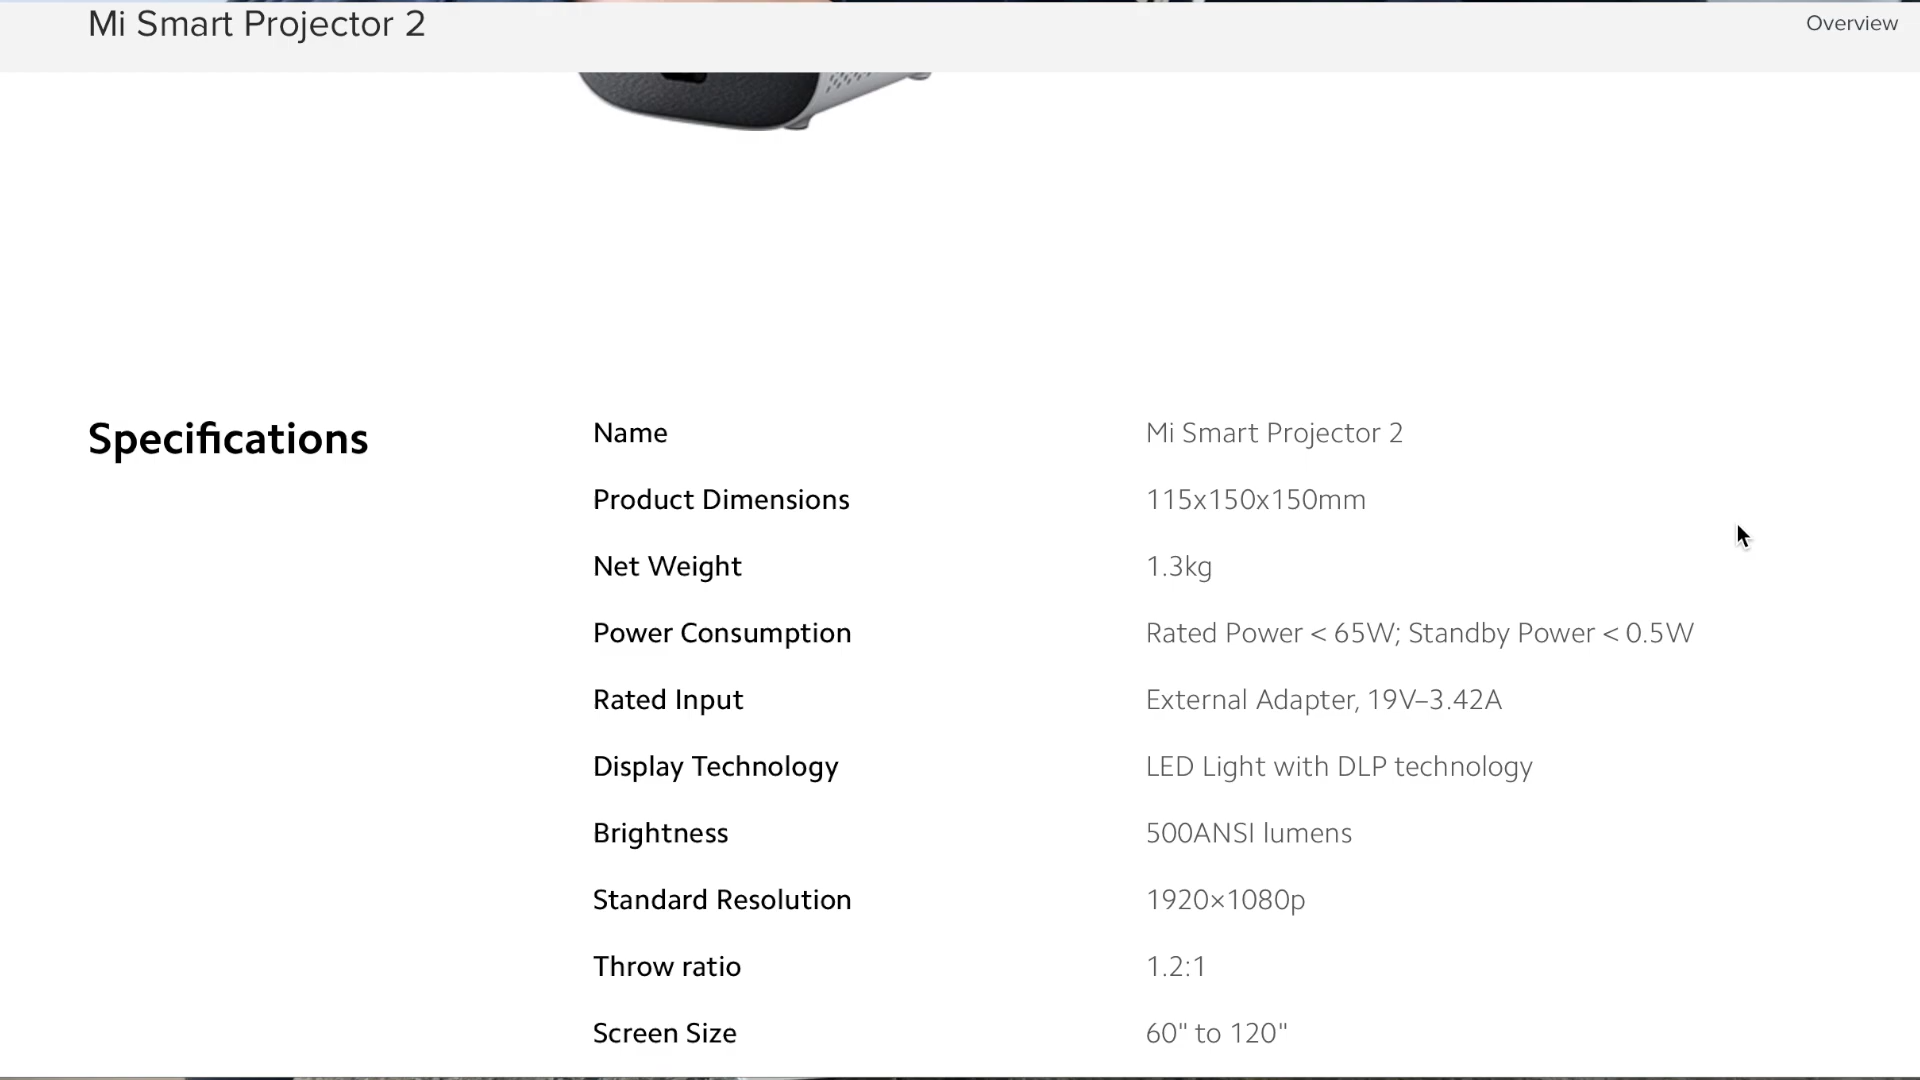 Mi Smart Projector 2
Overview
Specifications
Name Mi Smart Projector 2
Product Dimensions 115x150x150mm
Net Weight 1.3kg
Power Consumption Rated Power < 65W; Standby Power < 0.5W
Rated Input External Adapter, 19V–3.42A
Display Technology LED Light with DLP technology
Brightness 500ANSI lumens
Standard Resolution 1920×1080p
Throw ratio 1.2:1
Screen Size 60" to 120"